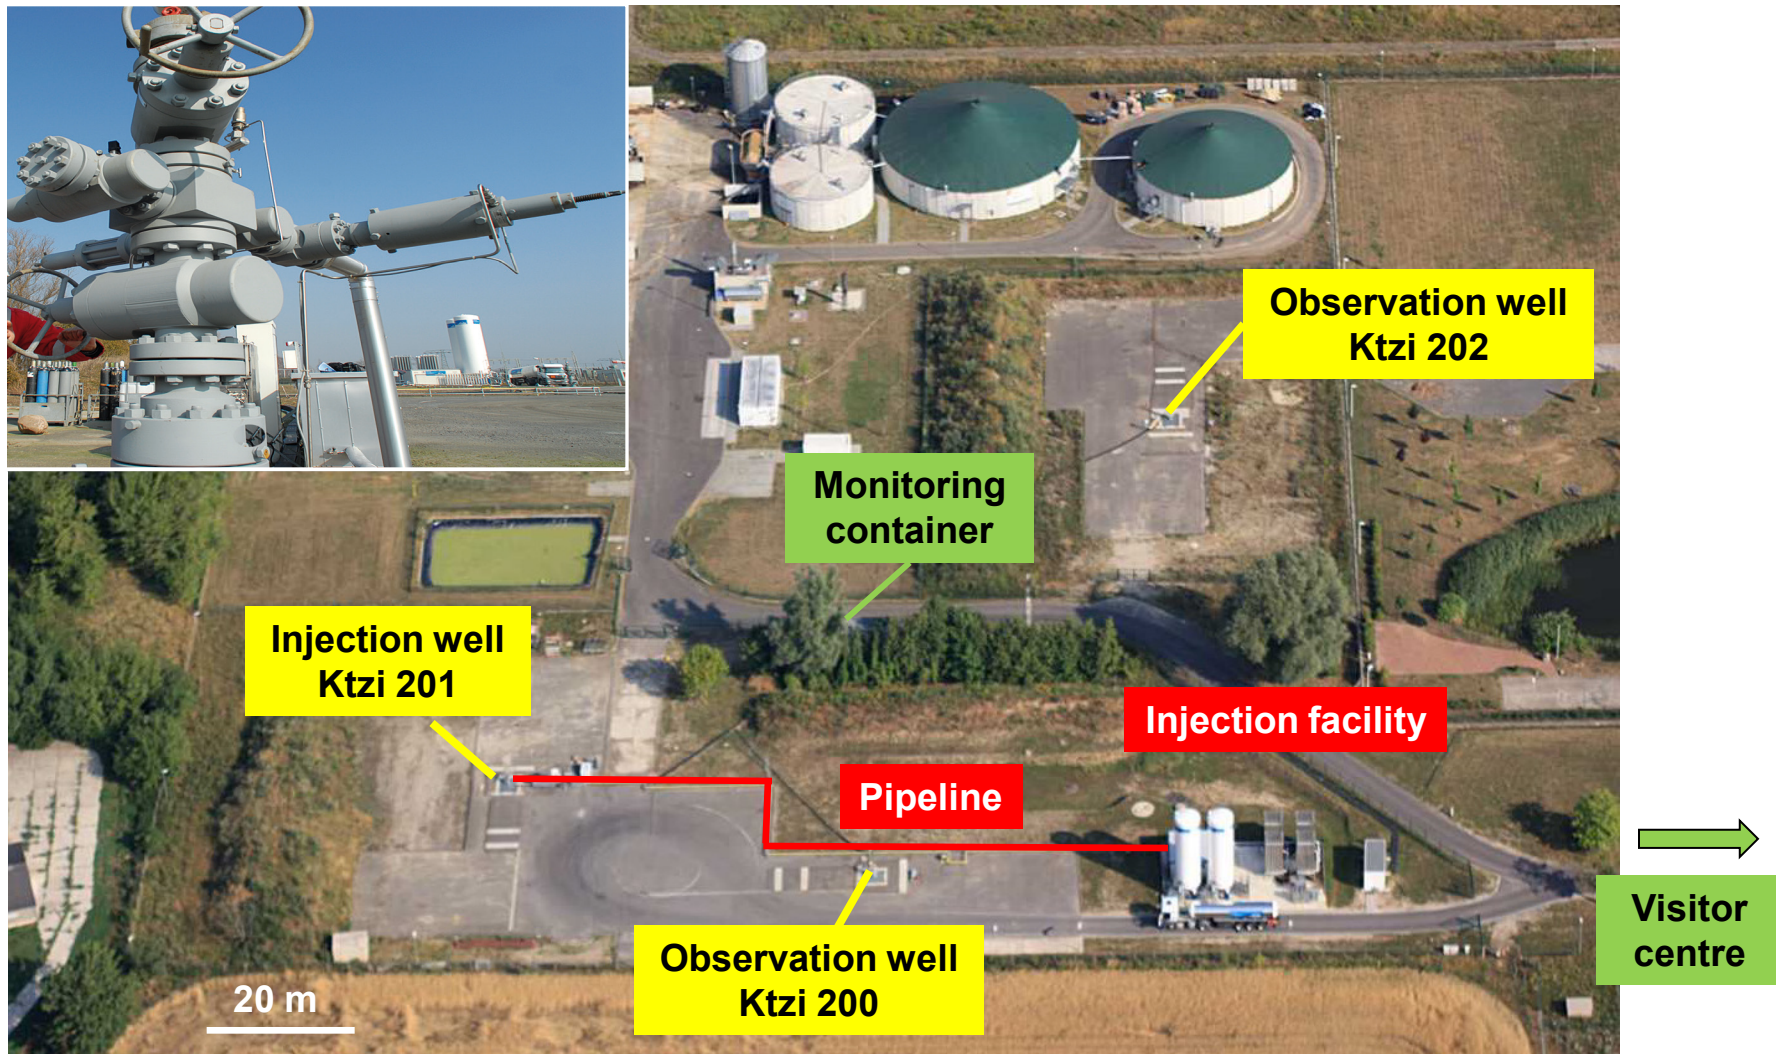 Observation well
Ktzi 202
Monitoring
container
Injection well
Ktzi 201
Injection facility
Pipeline
Visitor
centre
Observation well
Ktzi 200
20 m